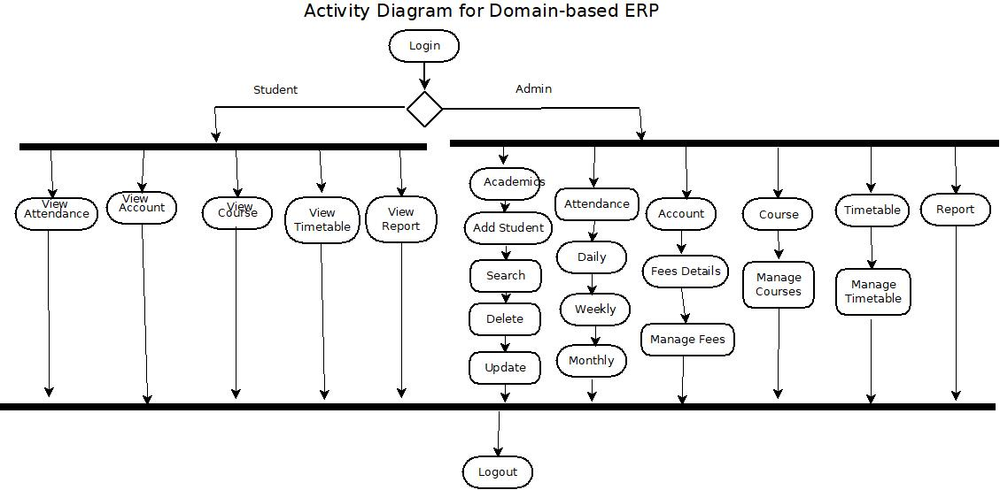 Activity Diagram for Domain-based ERP
Login
Student
Admin
View
Attendance
View
Account
View
Course
View
Timetable
View
Report
Academics
Add Student
Search
Delete
Update
Attendance
Daily
Weekly
Monthly
Account
Fees Details
Manage Fees
Course
Manage
Courses
Timetable
Manage
Timetable
Report
Logout